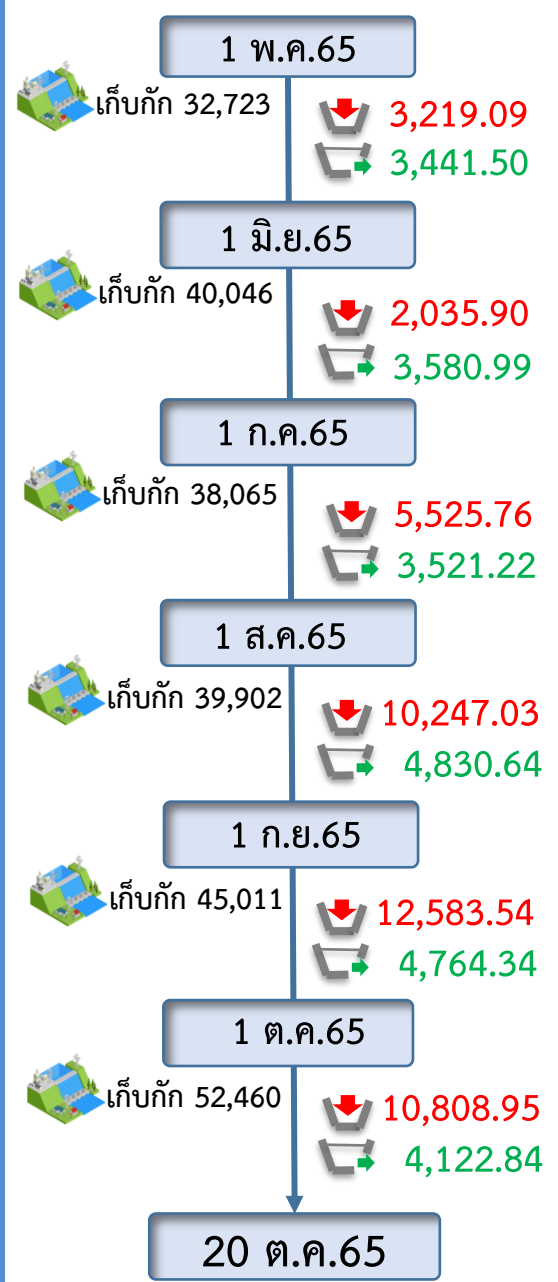 1 พ.ค.65
เก็บกัก 32,723
3,219.09
3,441.50
1 มิ.ย.65
เก็บกัก 40,046
2,035.90
3,580.99
1 ก.ค.65
เก็บกัก 38,065
5,525.76
3,521.22
1 ส.ค.65
เก็บกัก 39,902
10,247.03
4,830.64
1 ก.ย.65
เก็บกัก 45,011
12,583.54
4,764.34
1 ต.ค.65
เก็บกัก 52,460
10,808.95
4,122.84
20 ต.ค.65